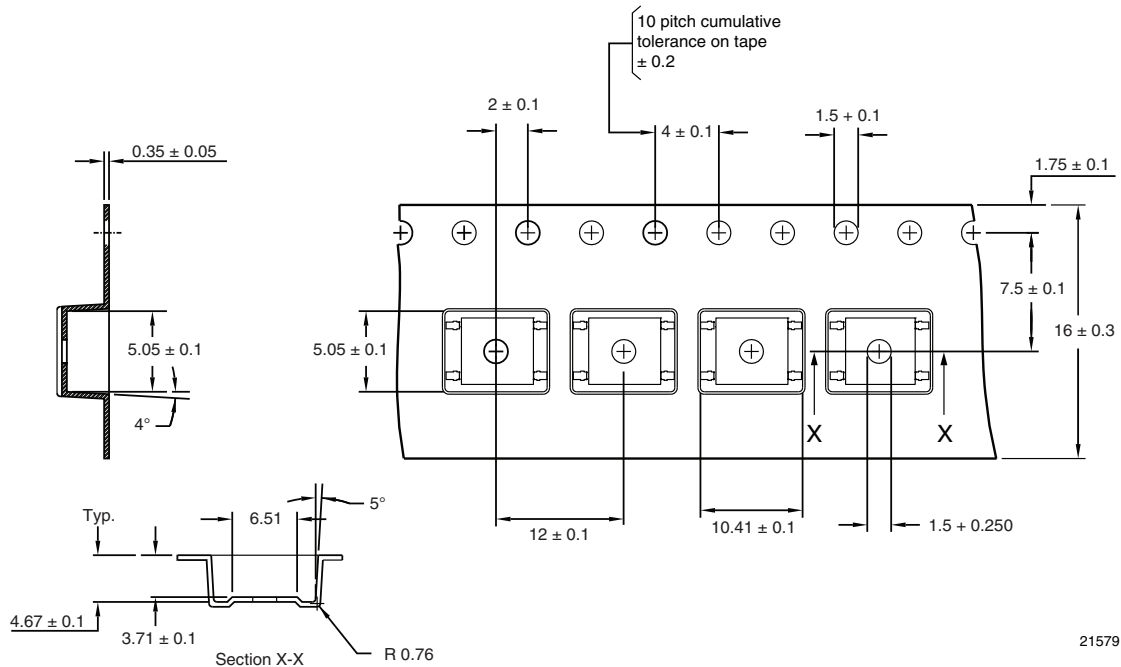 10 pitch cumulative
tolerance on tape
± 0.2
2 ± 0.1
4 ± 0.1
1.5 + 0.1
0.35 ± 0.05
1.75 ± 0.1
7.5 ± 0.1
16 ± 0.3
5.05 ± 0.1
5.05 ± 0.1
4°
X
X
Typ.
6.51
5°
12 ± 0.1
10.41 ± 0.1
1.5 + 0.250
4.67 ± 0.1
3.71 ± 0.1
R 0.76
Section X-X
21579